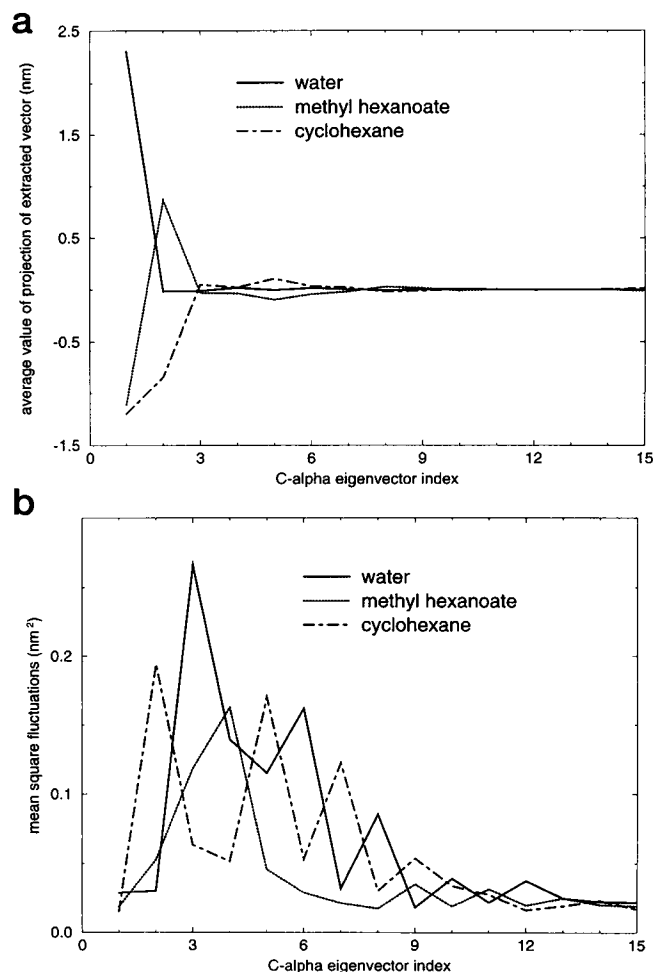 a
average value of projection of extracted vector (nm)
2.5
1.5
0.5
-0.5
-1.5
water
methyl hexanoate
cyclohexane
0 3 6 9 12 15
C-alpha eigenvector index
b
mean square fluctuations (nm²)
0.2
0.1
0.0
water
methyl hexanoate
cyclohexane
0 3 6 9 12 15
C-alpha eigenvector index